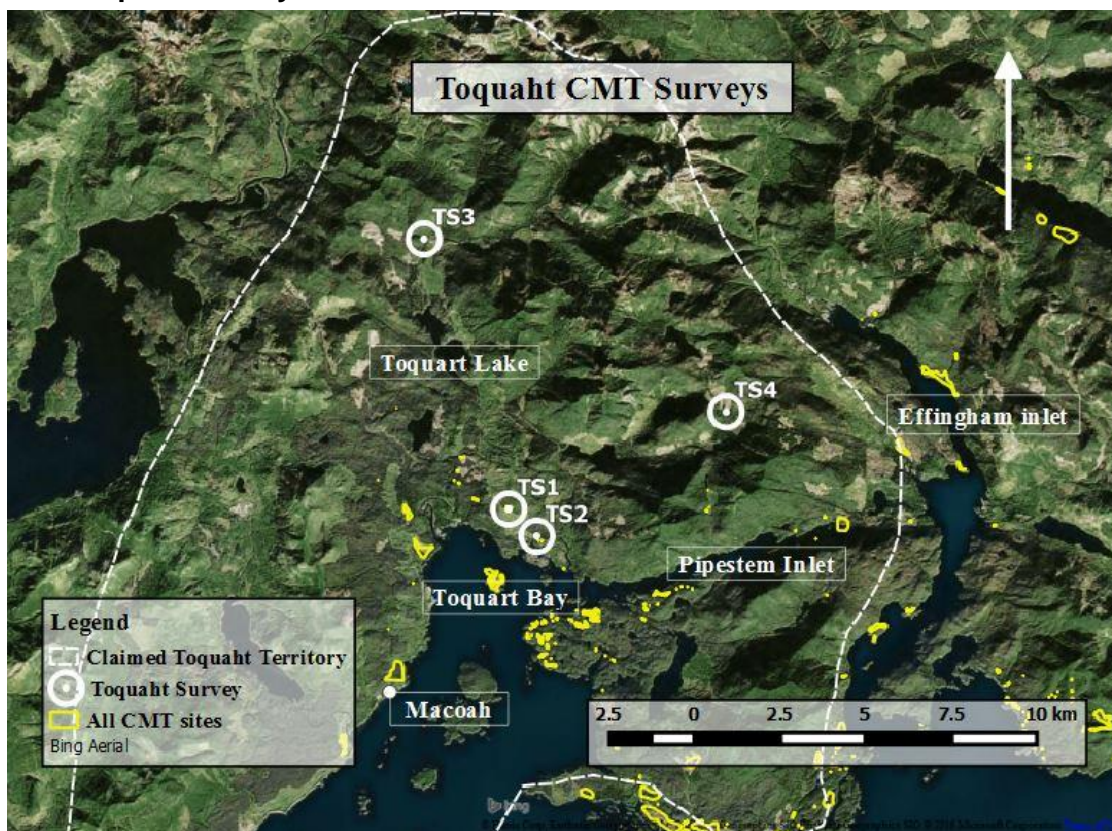 Toquaht CMT Surveys
TS3
Toquart Lake
TS4
Effingham inlet
TS1
TS2
Pipestem Inlet
Toquart Bay
Legend
Claimed Toquaht Territory
Toquaht Survey
All CMT sites
Bing Aerial
Macoah
2.5 0 2.5 5 7.5 10 km
bing